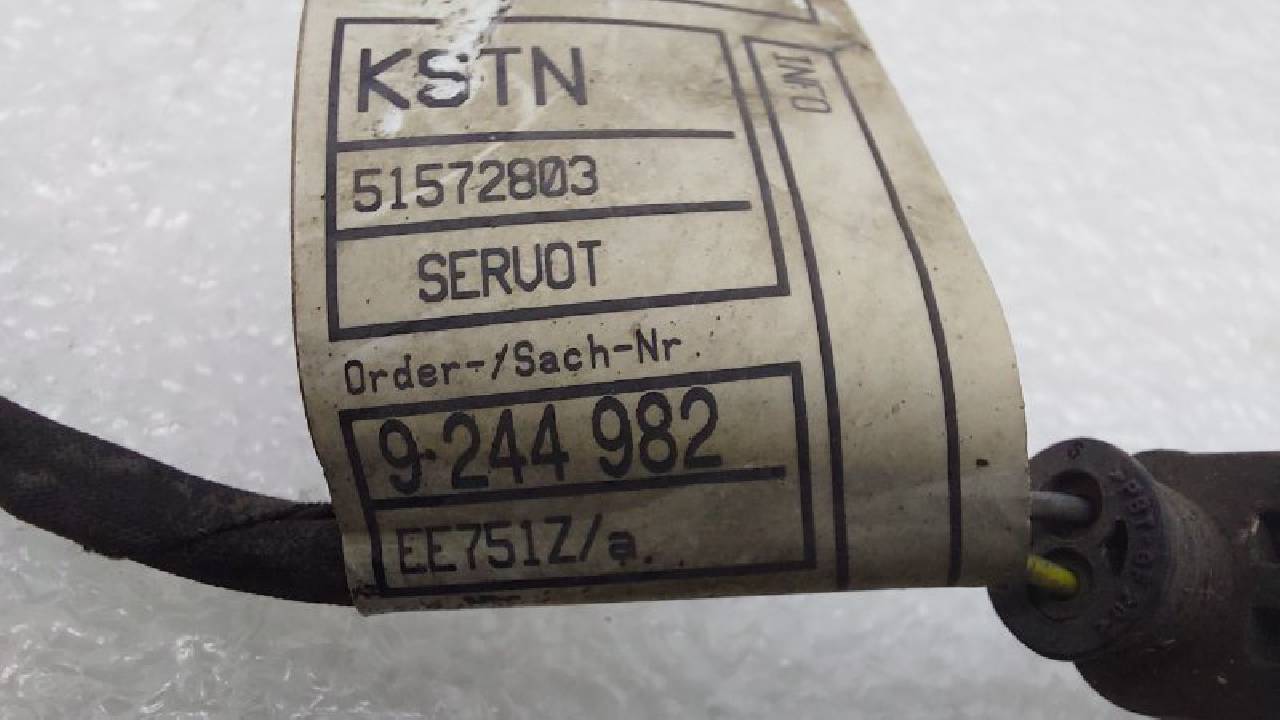 KSTN
INFO
51572803
SERVOT
Order-/Sach-Nr.
9 244 982
EE751Z/a.